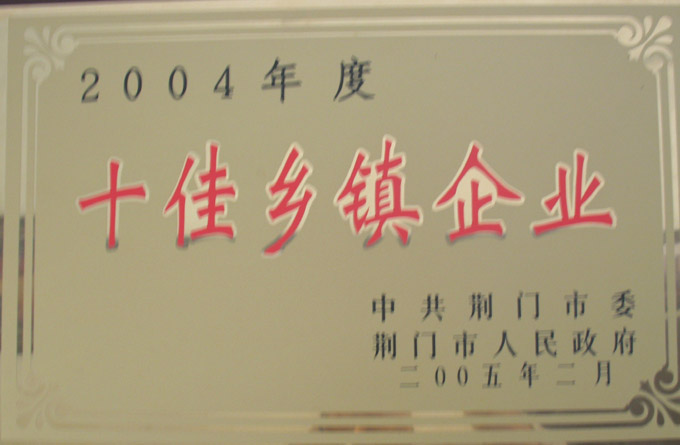 2004年度
十佳乡镇企业
中共荆门市委
荆门市人民政府
二00五年二月